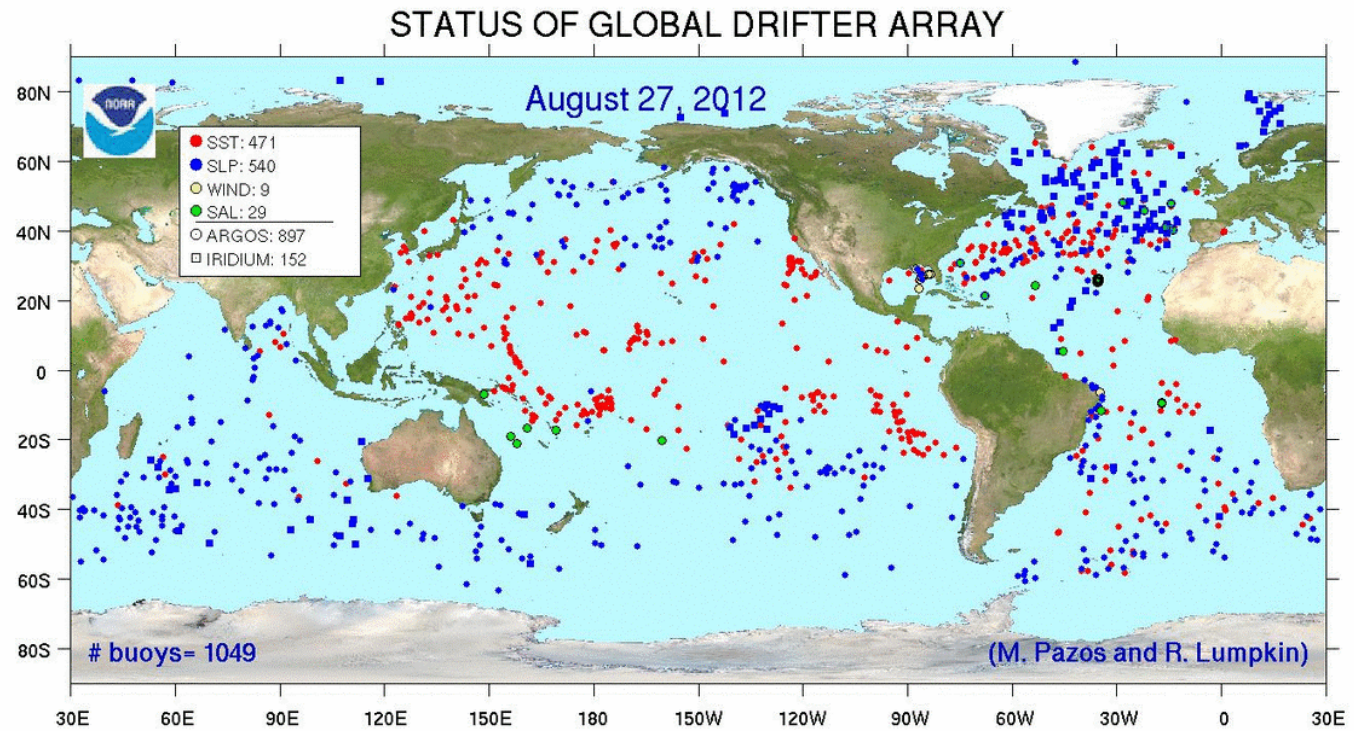 STATUS OF GLOBAL DRIFTER ARRAY
August 27, 2012
NOAA
SST: 471
SLP: 540
WIND: 9
SAL: 29
ARGOS: 897
IRIDIUM: 152
80N
60N
40N
20N
0
20S
40S
60S
80S
# buoys= 1049
(M. Pazos and R. Lumpkin)
30E 60E 90E 120E 150E 180 150W 120W 90W 60W 30W 0 30E